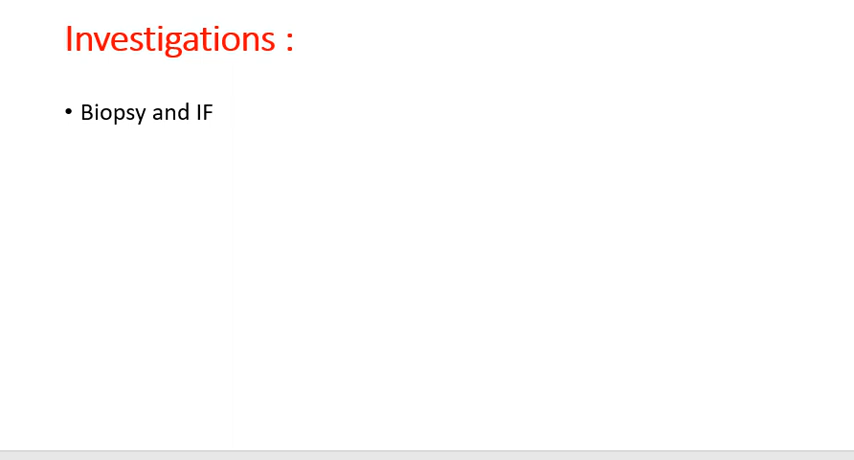 Investigations :
• Biopsy and IF